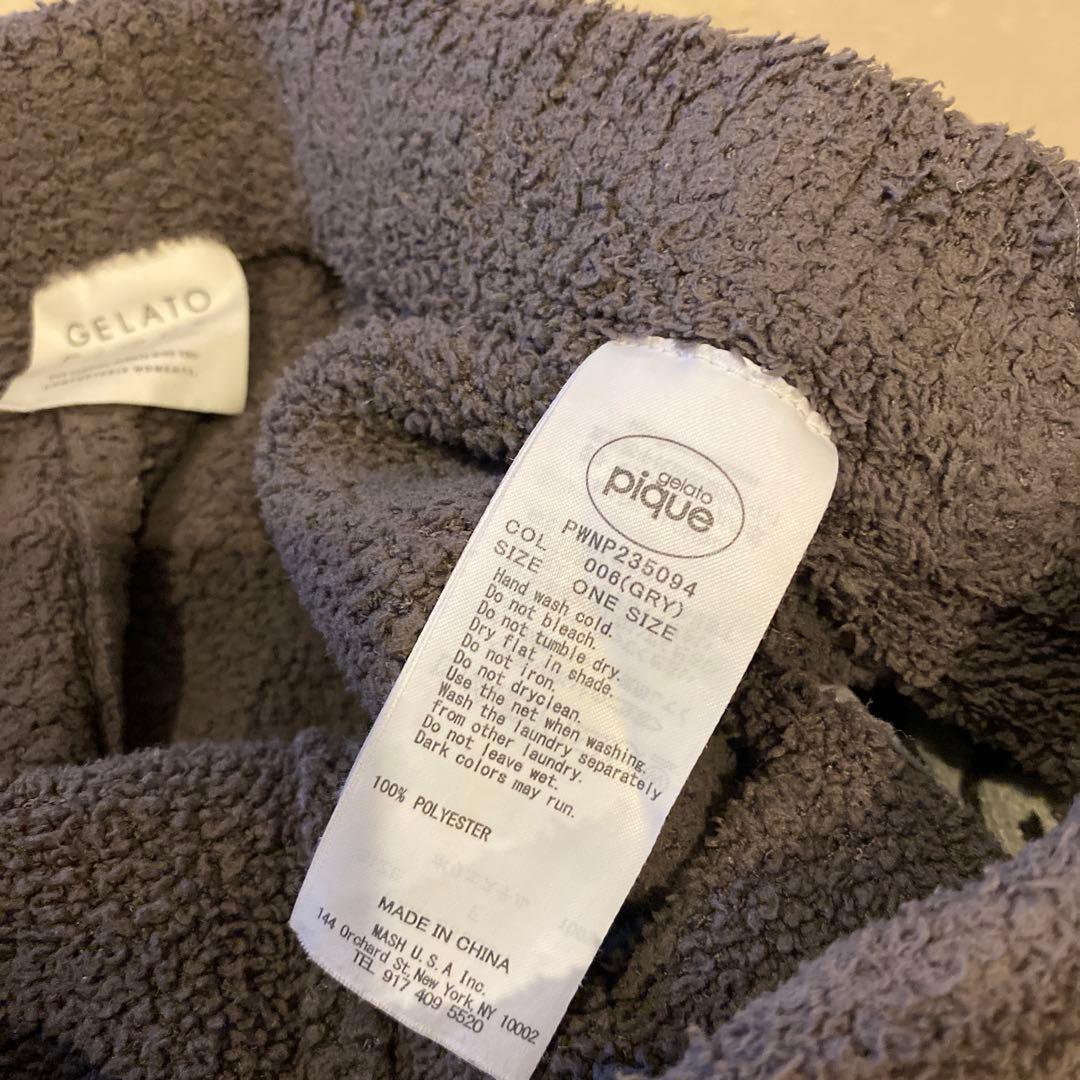 GELATO
COMFORTABLE MOMENTS.
gelato
pique
PWNP235094
COL 006(GRY)
SIZE ONE SIZE
Hand wash cold.
Do not bleach.
Do not tumble dry.
Dry flat in shade.
Do not iron.
Do not dryclean.
Use the net when washing.
Wash the laundry separately
from other laundry.
Do not leave wet.
Dark colors may run.
100% POLYESTER
MADE IN CHINA
MASH U.S.A Inc.
144 Orchard St, New York, NY 10002
TEL 917 409 5520